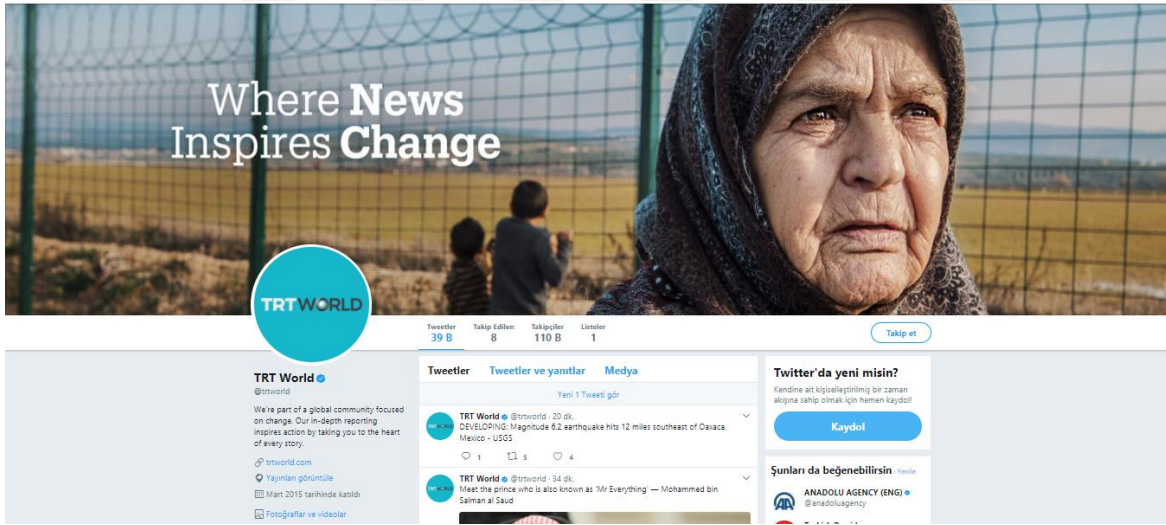 Where News
Inspires Change
TRT WORLD
Tweetler
39 B
Takip Edilen
8
Takipçiler
110 B
Listeler
1
Takip et
TRT World
@trtworld
We're part of a global community focused
on change. Our in-depth reporting
inspires action by taking you to the heart
of every story.
trtworld.com
Yayınları görüntüle
Mart 2015 tarihinde katıldı
Fotoğraflar ve videolar
Tweetler Tweetler ve yanıtlar Medya
Yeni 1 Tweeti gör
TRT World @trtworld · 20 dk.
DEVELOPING: Magnitude 6.2 earthquake hits 12 miles southeast of Oaxaca.
Mexico - USGS
1 5 4
TRT World @trtworld · 34 dk.
Meet the prince who is also known as 'Mr Everything' — Mohammed bin
Salman al Saud
Twitter'da yeni misin?
Kendine ait kişiselleştirilmiş bir zaman
akışına sahip olmak için hemen kaydol!
Kaydol
Şunları da beğenebilirsin · Yenile
ANADOLU AGENCY (ENG)
@anadoluagency